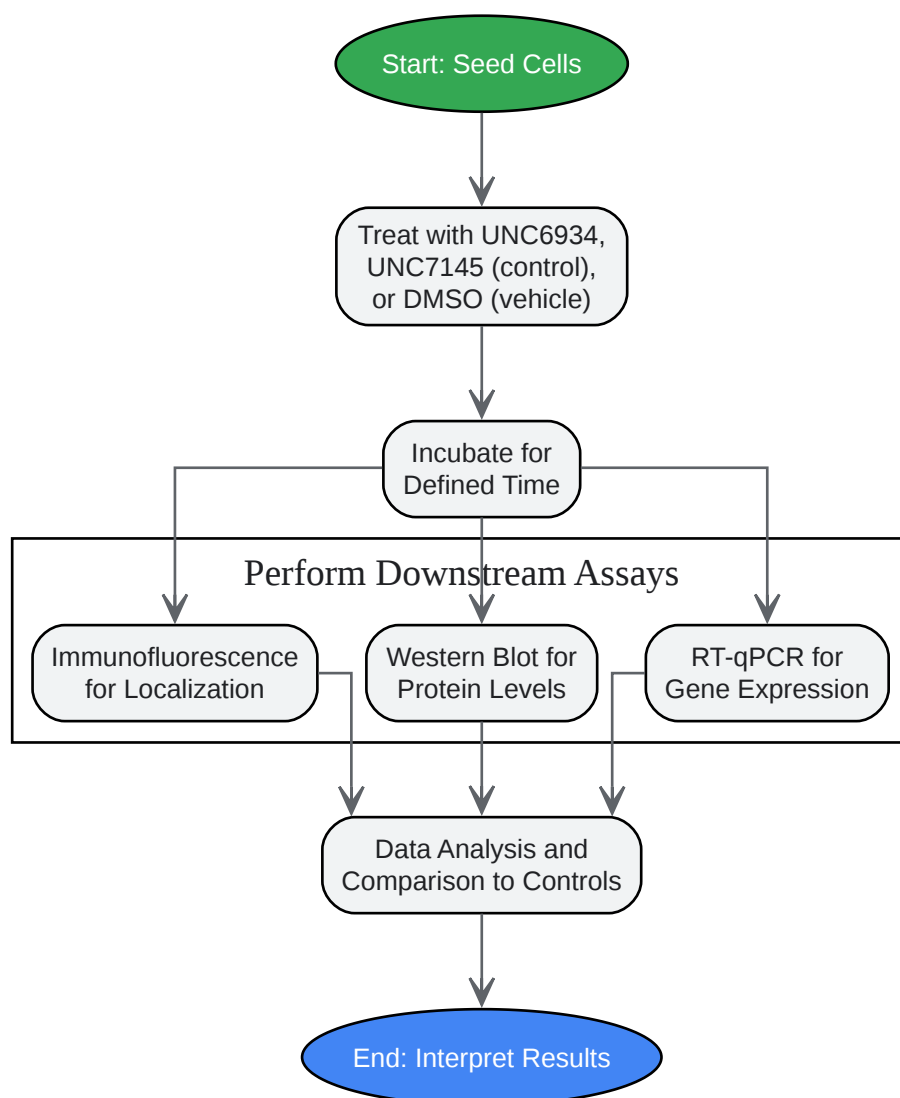 Start: Seed Cells
Treat with UNC6934,
UNC7145 (control),
or DMSO (vehicle)
Incubate for
Defined Time
Perform Downstream Assays
Immunofluorescence
for Localization
Western Blot for
Protein Levels
RT-qPCR for
Gene Expression
Data Analysis and
Comparison to Controls
End: Interpret Results